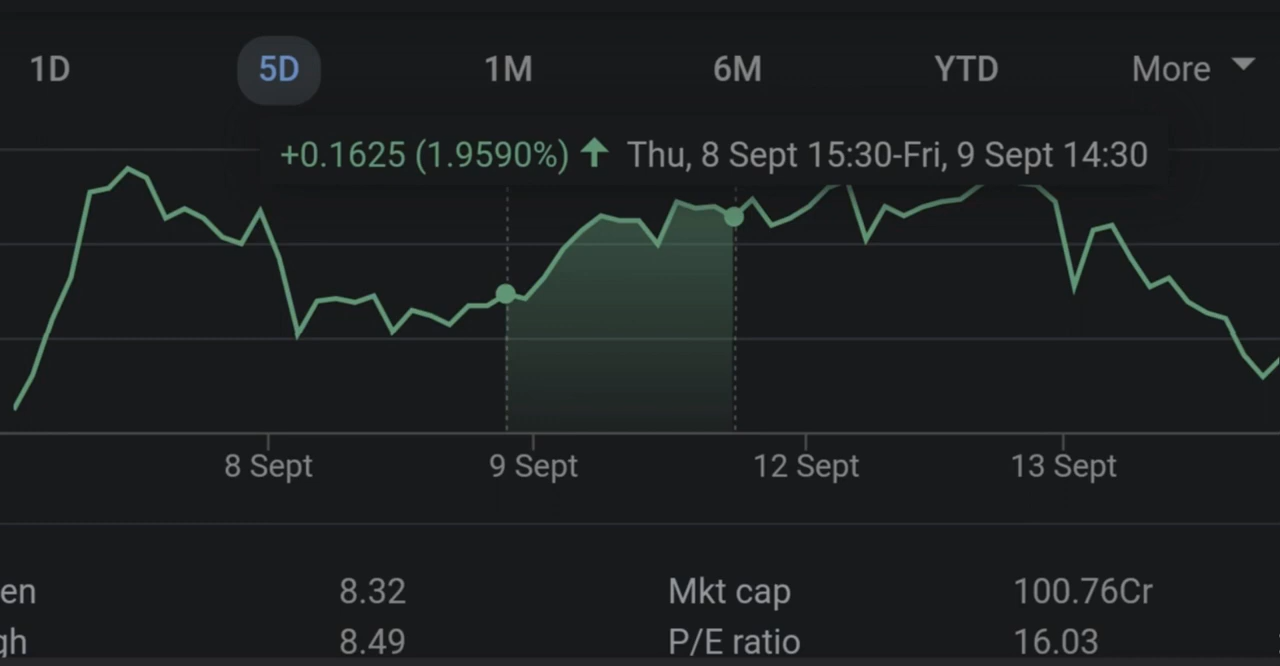 1D 5D 1M 6M YTD More
+0.1625 (1.9590%) Thu, 8 Sept 15:30-Fri, 9 Sept 14:30
8 Sept 9 Sept 12 Sept 13 Sept
en 8.32 Mkt cap 100.76Cr
gh 8.49 P/E ratio 16.03